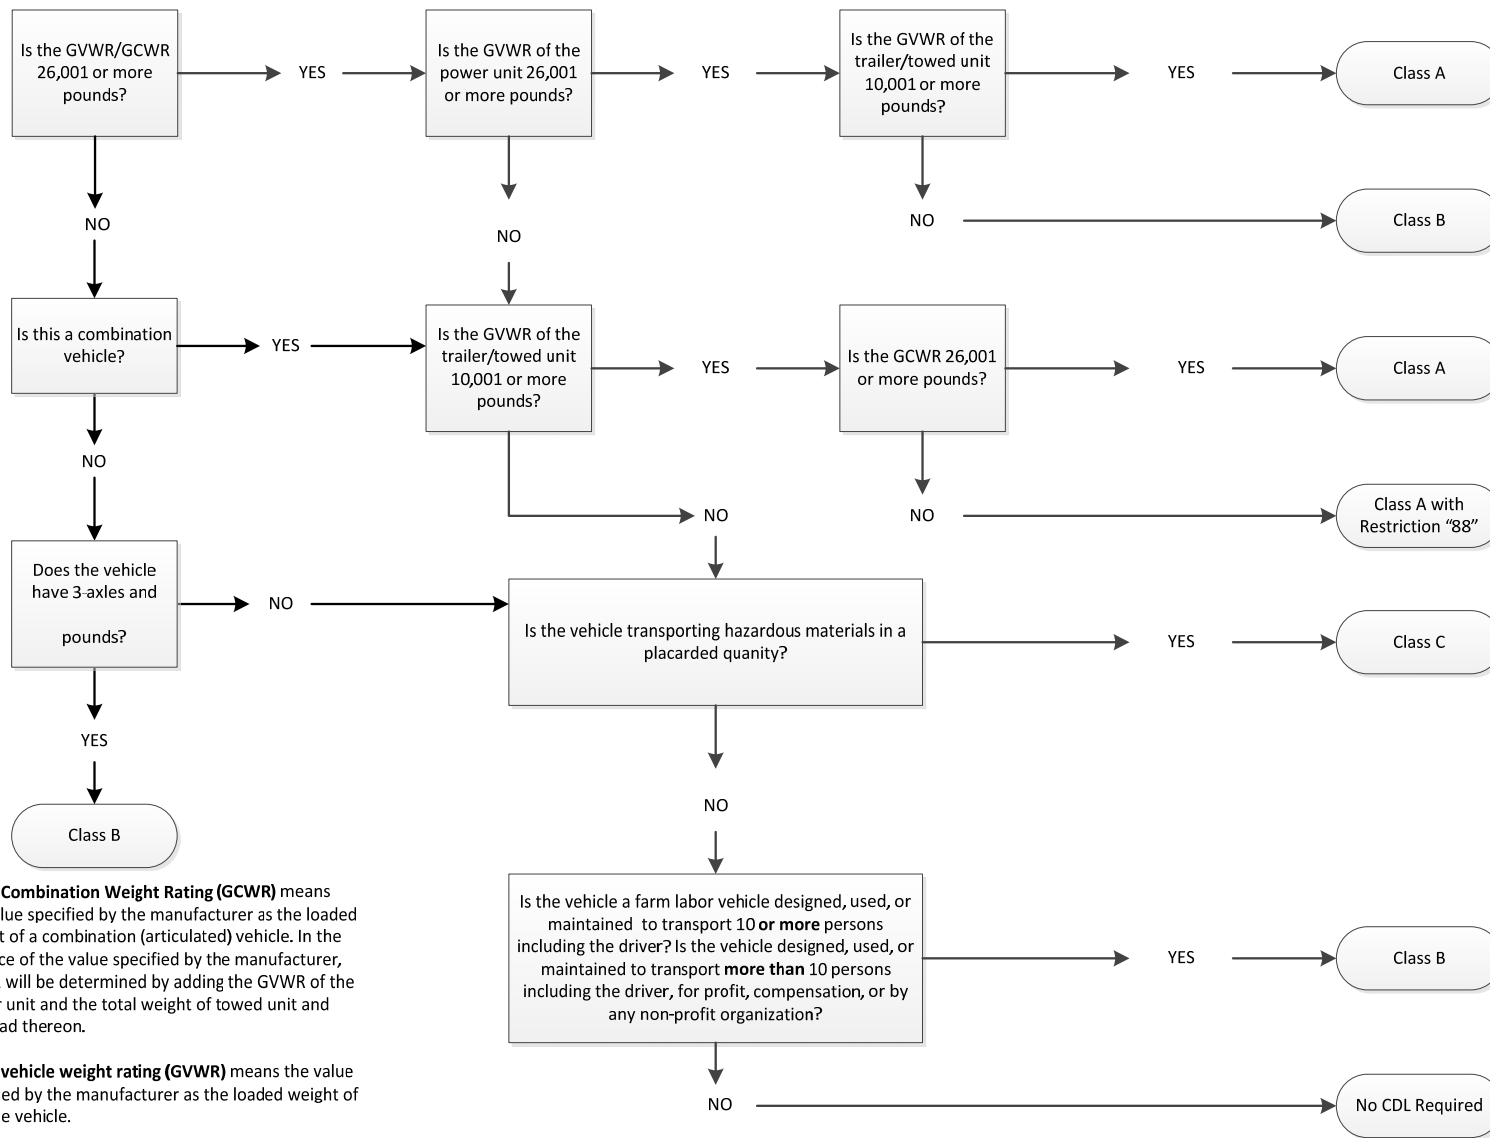 Is the GVWR/GCWR
26,001 or more
pounds?
YES
Is the GVWR of the
power unit 26,001
or more pounds?
YES
Is the GVWR of the
trailer/towed unit
10,001 or more
pounds?
YES
Class A
NO
NO
NO
Class B
Is this a combination
vehicle?
YES
Is the GVWR of the
trailer/towed unit
10,001 or more
pounds?
YES
Is the GCWR 26,001
or more pounds?
YES
Class A
NO
NO
NO
Class A with
Restriction “88”
Does the vehicle
have 3-axles and
pounds?
NO
Is the vehicle transporting hazardous materials in a
placarded quanity?
YES
Class C
YES
NO
Class B
Is the vehicle a farm labor vehicle designed, used, or
maintained to transport 10 or more persons
including the driver? Is the vehicle designed, used, or
maintained to transport more than 10 persons
including the driver, for profit, compensation, or by
any non-profit organization?
YES
Class B
NO
No CDL Required
Combination Weight Rating (GCWR) means
specified by the manufacturer as the loaded
of a combination (articulated) vehicle. In the
of the value specified by the manufacturer,
will be determined by adding the GVWR of the
unit and the total weight of towed unit and
thereon.
vehicle weight rating (GVWR) means the value
by the manufacturer as the loaded weight of
vehicle.